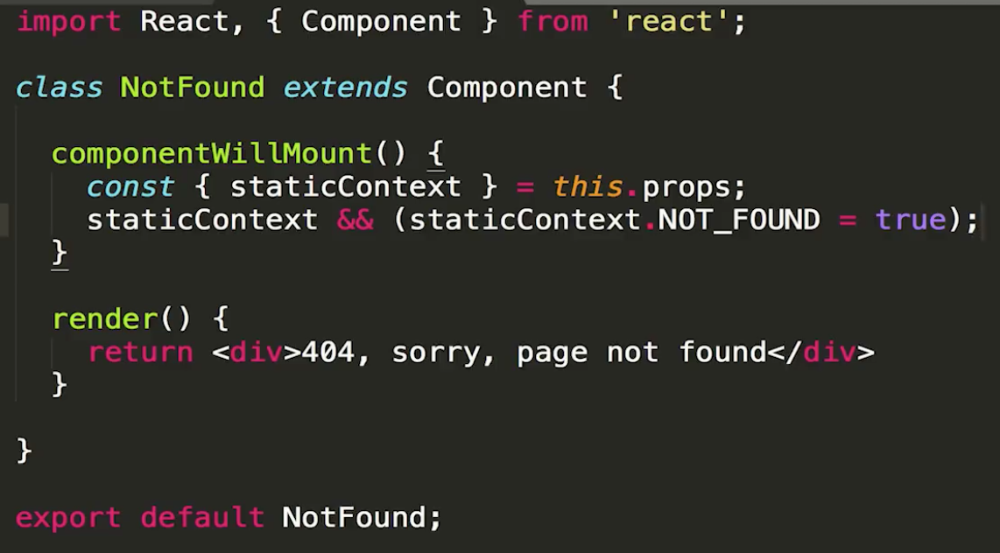 import React, { Component } from 'react';
class NotFound extends Component {
componentWillMount() {
const { staticContext } = this.props;
staticContext && (staticContext.NOT_FOUND = true);
}
render() {
return <div>404, sorry, page not found</div>
}
}
export default NotFound;